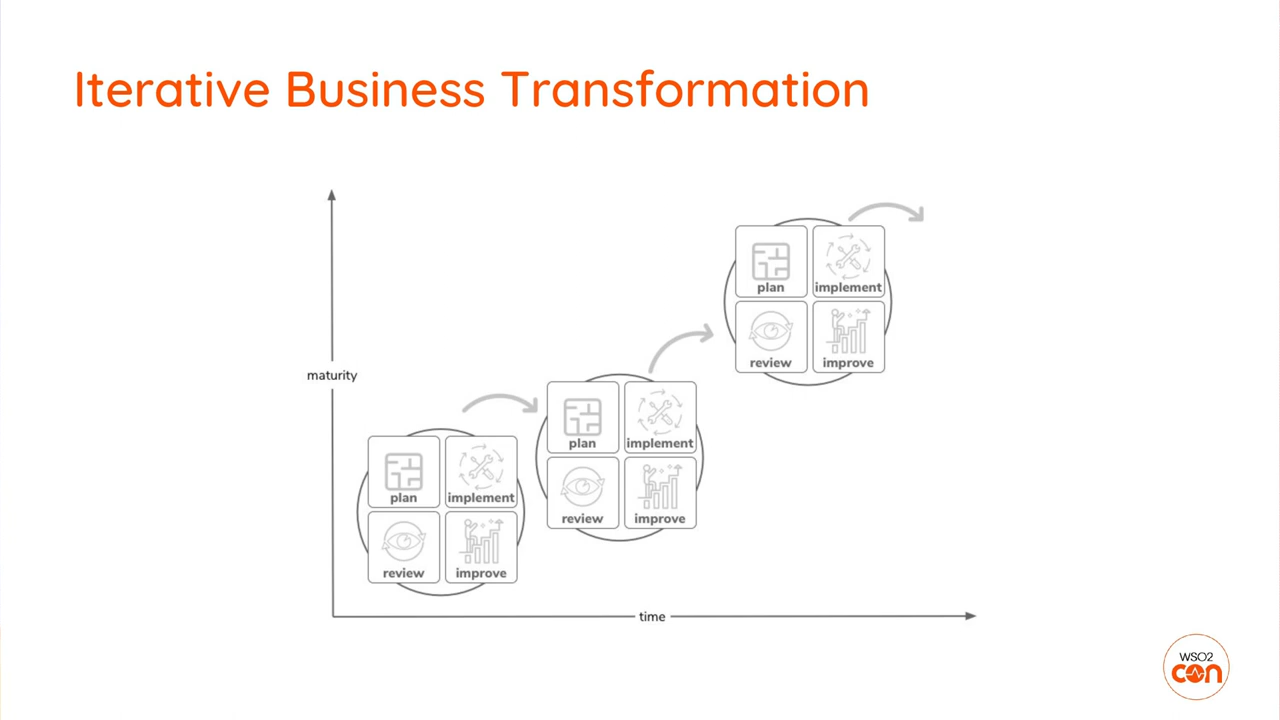 Iterative Business Transformation
plan
implement
review
improve
plan
implement
review
improve
maturity
plan
implement
review
improve
time
WSO2
con